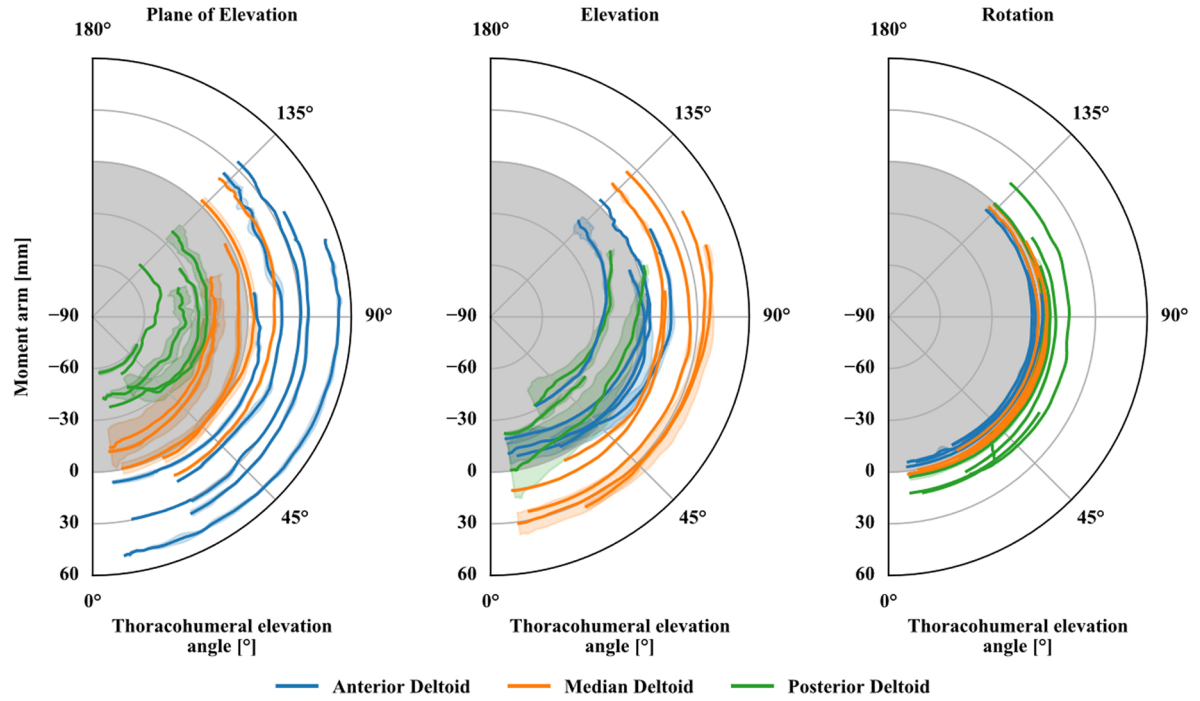 Plane of Elevation
Elevation
Rotation
180°
180°
180°
135°
135°
135°
Moment arm [mm]
−90
90°
−90
90°
−90
90°
−60
−60
−60
−30
−30
−30
0
0
0
45°
45°
45°
30
30
30
60
60
60
0°
0°
0°
Thoracohumeral elevation
angle [°]
Thoracohumeral elevation
angle [°]
Thoracohumeral elevation
angle [°]
Anterior Deltoid
Median Deltoid
Posterior Deltoid